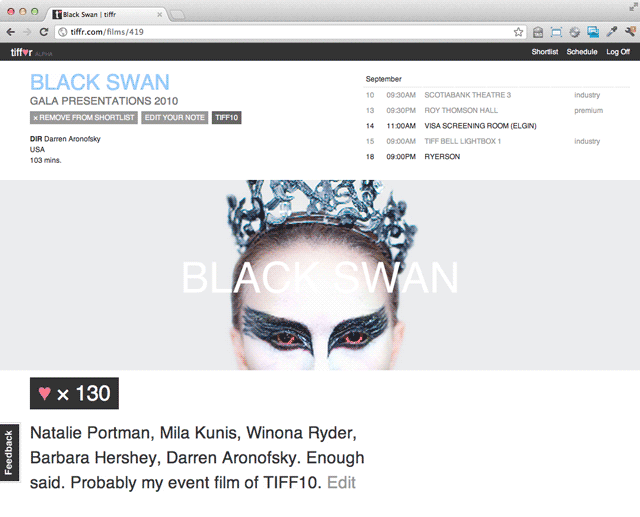 Black Swan | tiffr
tiffr.com/films/419
tiff♥r ALPHA
Shortlist Schedule Log Off
BLACK SWAN
GALA PRESENTATIONS 2010
× REMOVE FROM SHORTLIST EDIT YOUR NOTE TIFF10
DIR Darren Aronofsky
USA
103 mins.
September
10 09:30AM SCOTIABANK THEATRE 3 industry
13 09:30PM ROY THOMSON HALL premium
14 11:00AM VISA SCREENING ROOM (ELGIN)
15 09:00AM TIFF BELL LIGHTBOX 1 industry
18 09:00PM RYERSON
BLACK SWAN
♥ × 130
Natalie Portman, Mila Kunis, Winona Ryder,
Barbara Hershey, Darren Aronofsky. Enough
said. Probably my event film of TIFF10. Edit
Feedback